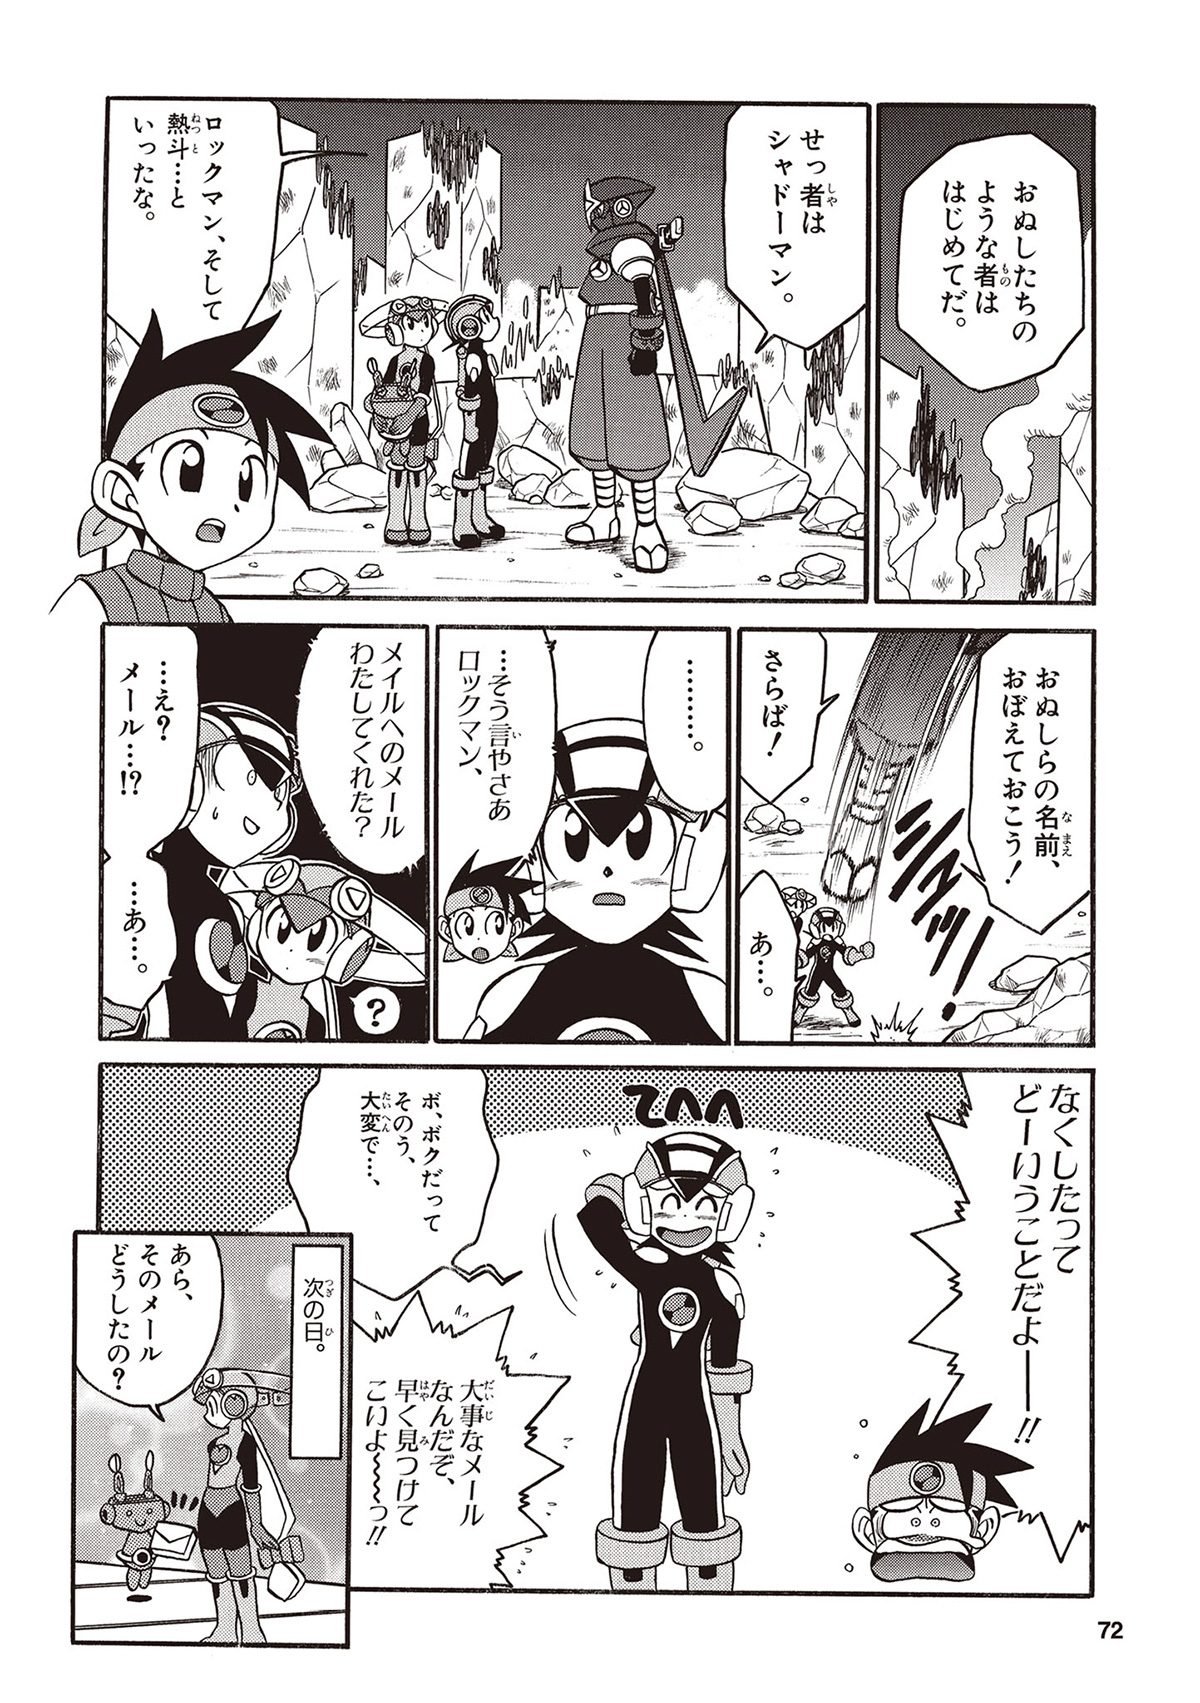 おぬしたちの
ような者は
はじめてだ。
せっ者は
シャドーマン。
ロックマン、そして
熱斗…と
いったな。
おぬしらの名前、
おぼえておこう!
さらば!
シュバッ!
あ…。
……。
…そう言やさあ
ロックマン、
メイルへのメール
わたしてくれた?
…え?
メール…!?
…あ…。
?
なくしたって
どーいうことだよー!!
てへへ
ボ、ボクだって
そのう、
大変で…、
大事なメール
なんだぞ、
早く見つけて
こいよ〜〜っ!!
次の日。
あら、
そのメール
どうしたの?
72